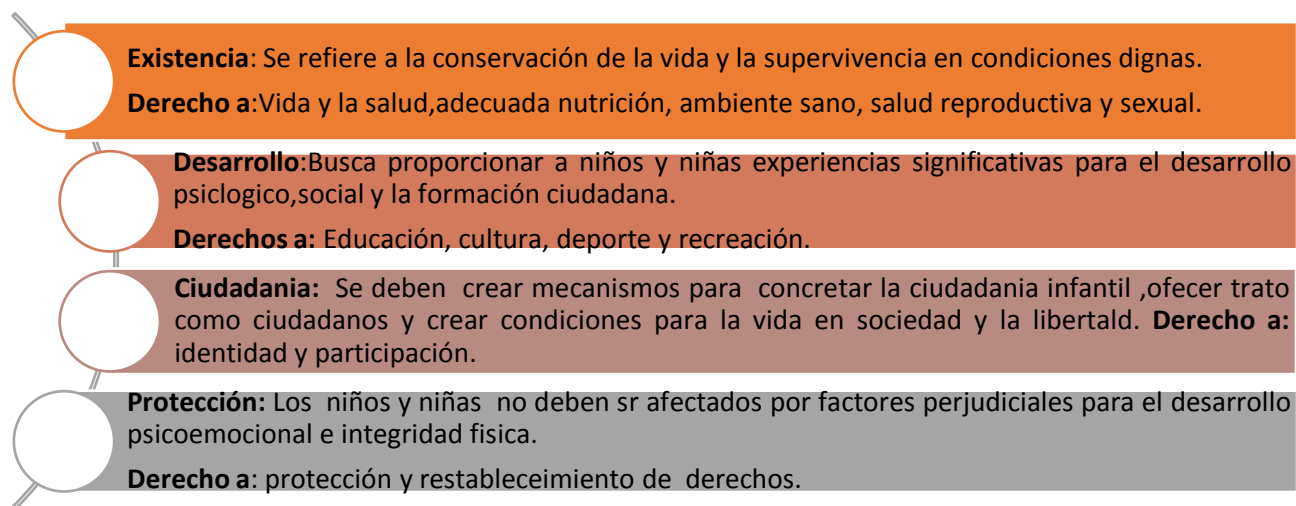 Existencia: Se refiere a la conservación de la vida y la supervivencia en condiciones dignas.
Derecho a:Vida y la salud,adecuada nutrición, ambiente sano, salud reproductiva y sexual.
Desarrollo:Busca proporcionar a niños y niñas experiencias significativas para el desarrollo
psiclogico,social y la formación ciudadana.
Derechos a: Educación, cultura, deporte y recreación.
Ciudadania: Se deben crear mecanismos para concretar la ciudadania infantil ,ofecer trato
como ciudadanos y crear condiciones para la vida en sociedad y la libertald. Derecho a:
identidad y participación.
Protección: Los niños y niñas no deben sr afectados por factores perjudiciales para el desarrollo
psicoemocional e integridad fisica.
Derecho a: protección y restableceimiento de derechos.